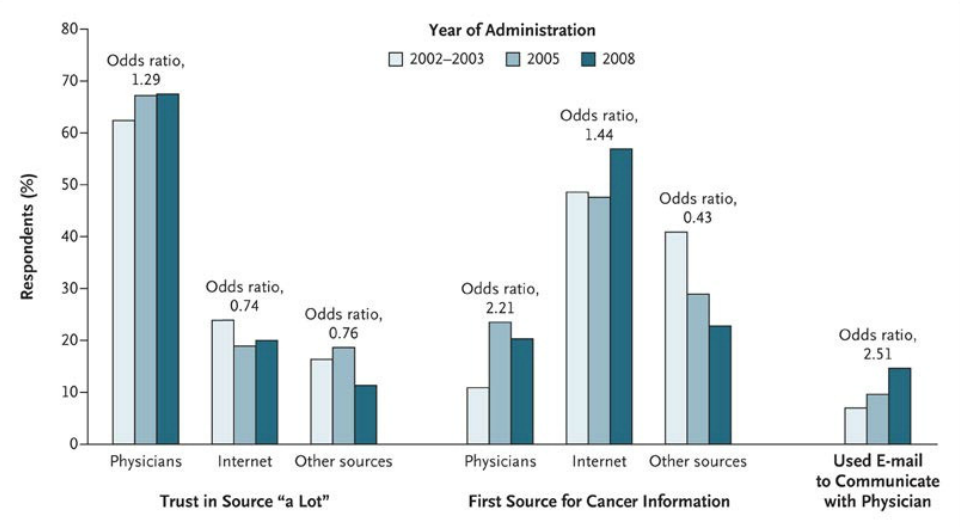 Year of Administration
2002–2003 2005 2008
Respondents (%)
80
70
60
50
40
30
20
10
0
Odds ratio,
1.29
Odds ratio,
0.74
Odds ratio,
0.76
Odds ratio,
2.21
Odds ratio,
1.44
Odds ratio,
0.43
Odds ratio,
2.51
Physicians Internet Other sources
Trust in Source “a Lot”
Physicians Internet Other sources
First Source for Cancer Information
Used E-mail
to Communicate
with Physician